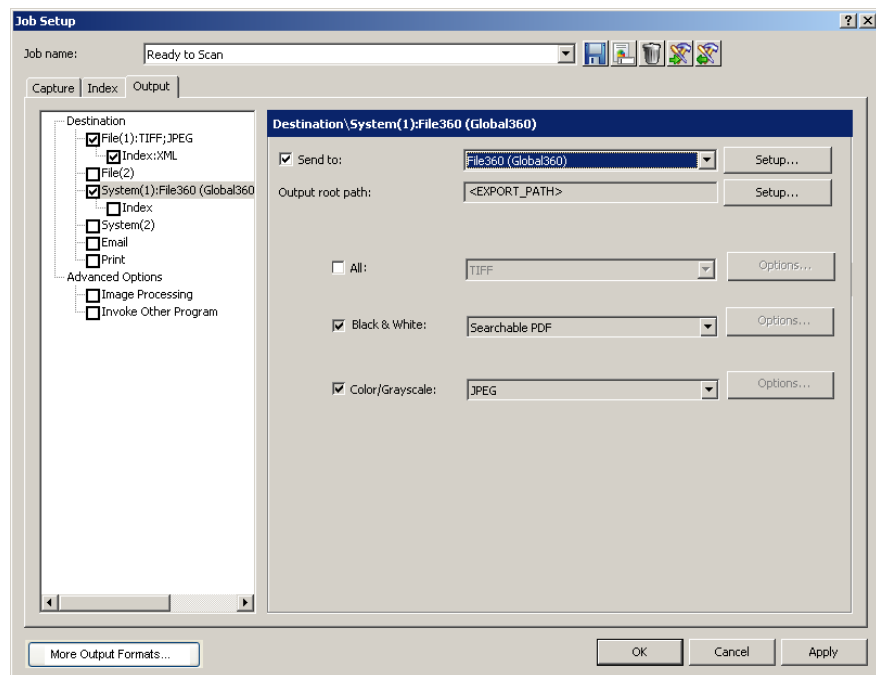 Job Setup
Job name: Ready to Scan
Capture Index Output
Destination
File(1):TIFF;JPEG
Index:XML
File(2)
System(1):File360 (Global360
Index
System(2)
Email
Print
Advanced Options
Image Processing
Invoke Other Program
Destination\System(1):File360 (Global360)
Send to: File360 (Global360) Setup...
Output root path: <EXPORT_PATH> Setup...
All: TIFF Options...
Black & White: Searchable PDF Options...
Color/Grayscale: JPEG Options...
More Output Formats... OK Cancel Apply